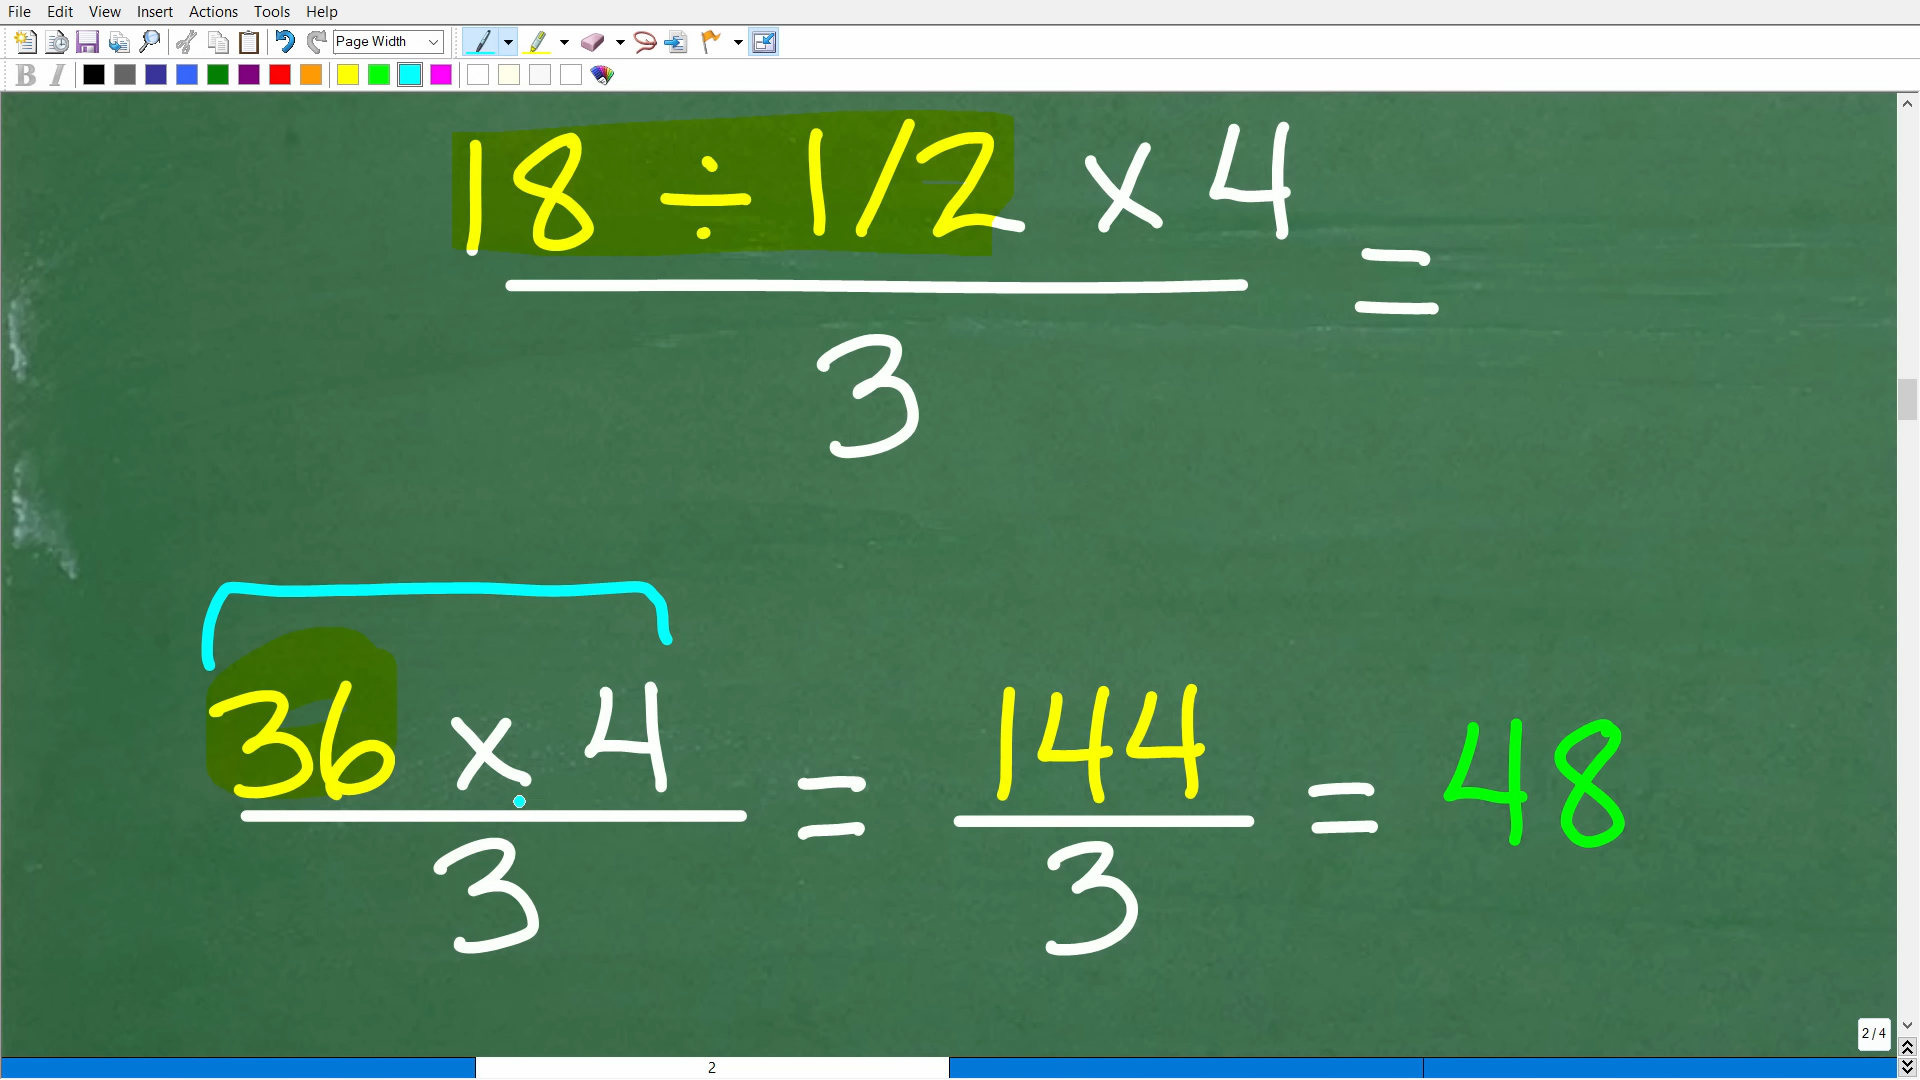 File Edit View Insert Actions Tools Help
Page Width
B I
18 ÷ 1/2 x 4
=
3
36 x 4
= 144
= 48
3
3
2 / 4
2